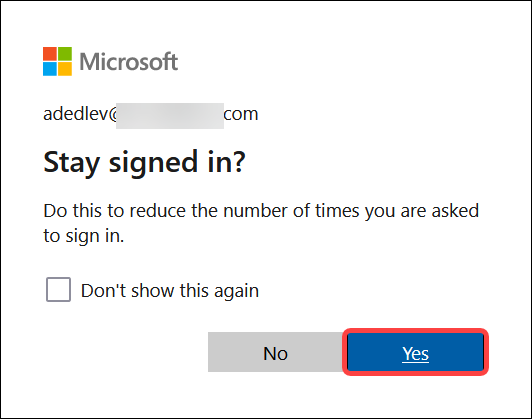 Microsoft
adedlev@ com
Stay signed in?
Do this to reduce the number of times you are asked
to sign in.
Don't show this again
No
Yes